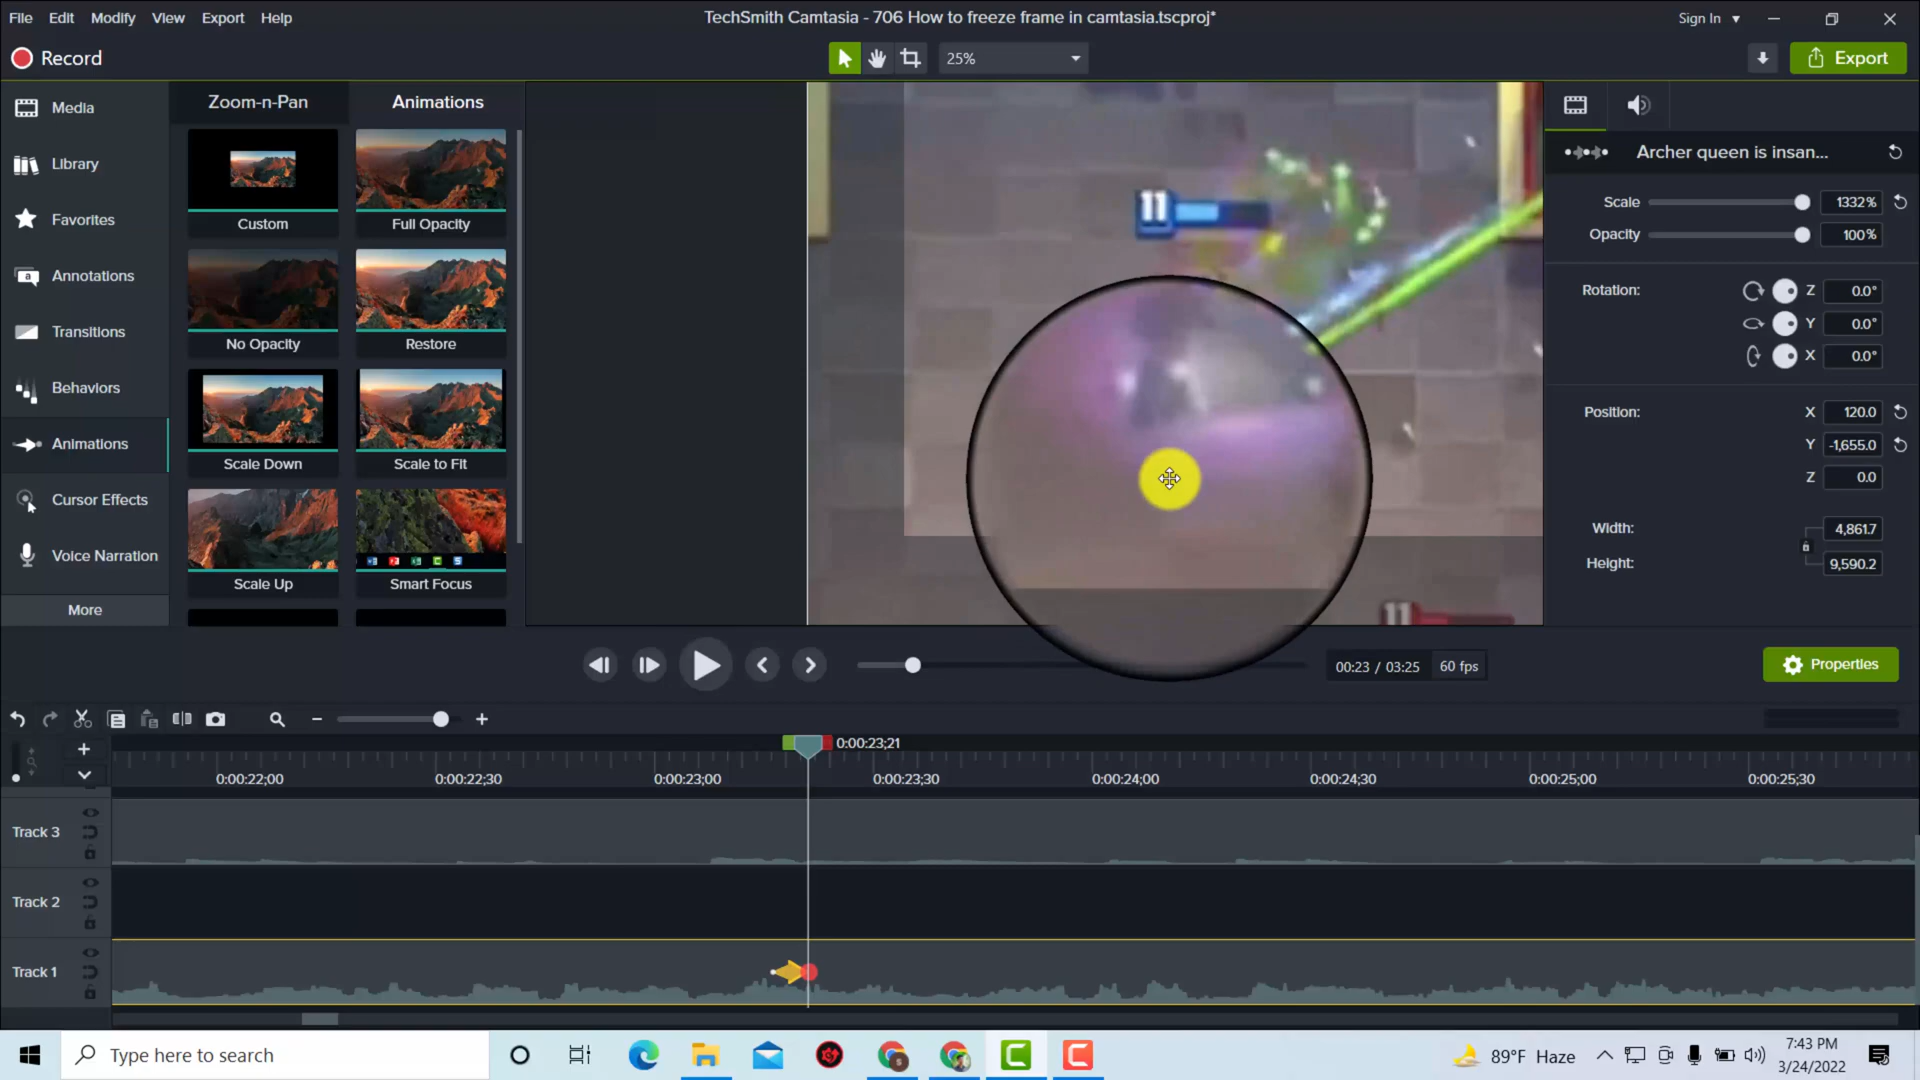 File Edit Modify View Export Help
TechSmith Camtasia - 706 How to freeze frame in camtasia.tscproj*
Sign In
Record
25%
Export
Media
Library
Favorites
Annotations
Transitions
Behaviors
Animations
Cursor Effects
Voice Narration
More
Zoom-n-Pan
Animations
Custom
Full Opacity
No Opacity
Restore
Scale Down
Scale to Fit
Scale Up
Smart Focus
11
11
Archer queen is insan...
Scale 1332%
Opacity 100%
Rotation: Z 0.0°
Y 0.0°
X 0.0°
Position: X 120.0
Y -1,655.0
Z 0.0
Width: 4,861.7
Height: 9,590.2
00:23 / 03:25 60 fps
Properties
0:00:23;21
0:00:22;00 0:00:22;30 0:00:23;00 0:00:23;30 0:00:24;00 0:00:24;30 0:00:25;00 0:00:25;30
Track 3
Track 2
Track 1
Type here to search
89°F Haze
7:43 PM
3/24/2022